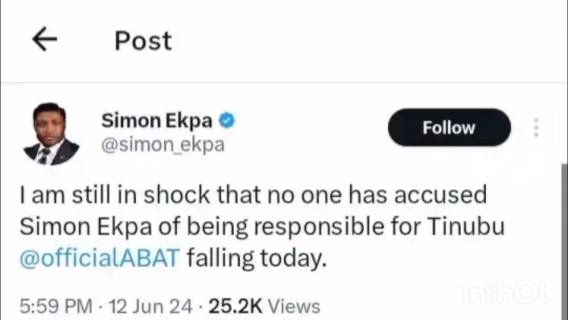 Post
Simon Ekpa
@simon_ekpa
Follow
I am still in shock that no one has accused
Simon Ekpa of being responsible for Tinubu
@officialABAT falling today.
5:59 PM · 12 Jun 24 · 25.2K Views
InShOt